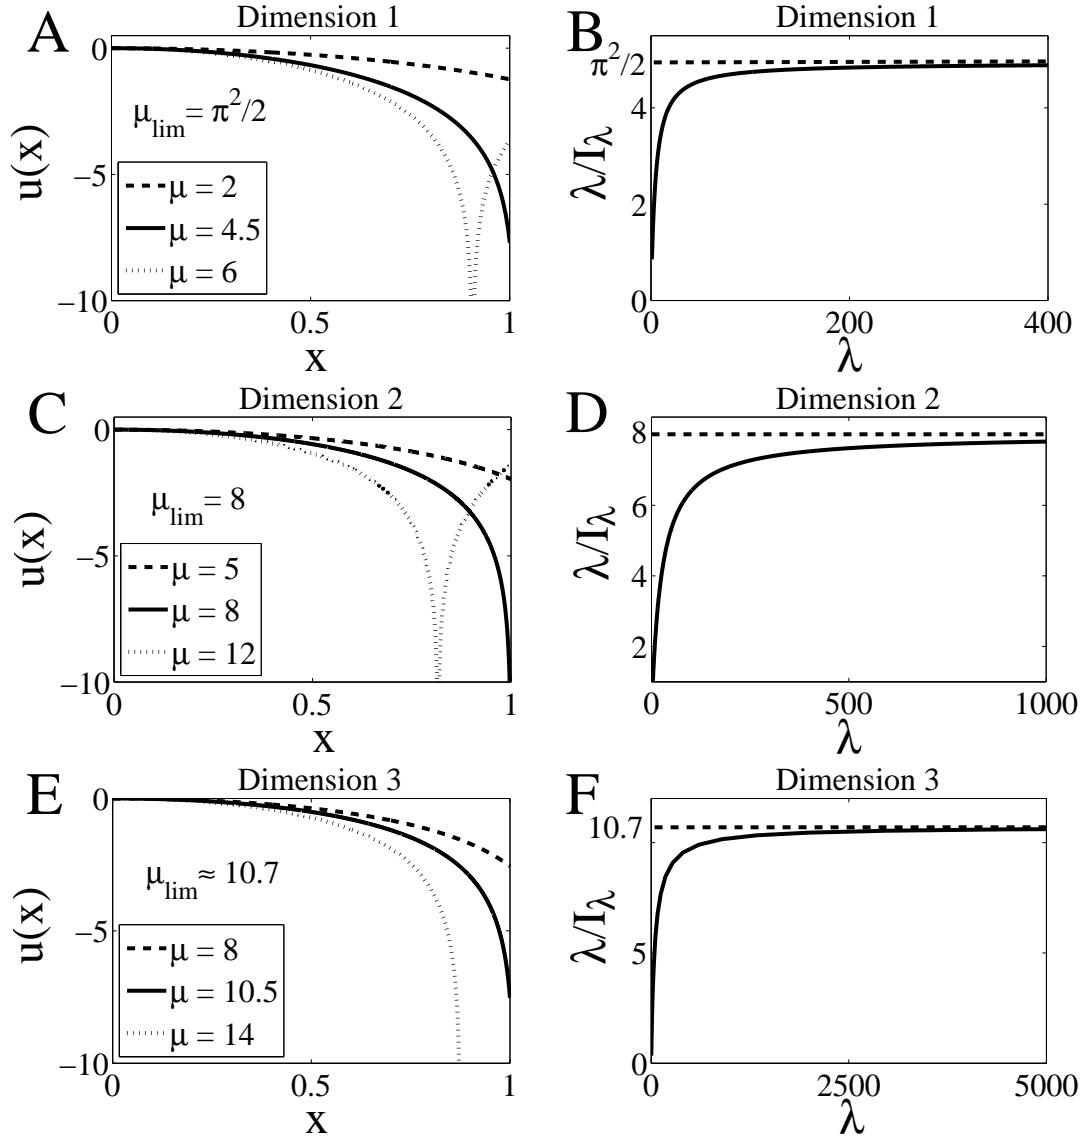 A
Dimension 1
0
−5
−10
u(x)
μlim = π²/2
μ = 2
μ = 4.5
μ = 6
0
0.5
1
x
B
Dimension 1
π²/2
4
2
0
λ/Iλ
0
200
400
λ
C
Dimension 2
0
−5
−10
u(x)
μlim = 8
μ = 5
μ = 8
μ = 12
0
0.5
1
x
D
Dimension 2
8
6
4
2
λ/Iλ
0
500
1000
λ
E
Dimension 3
0
−5
−10
u(x)
μlim ≈ 10.7
μ = 8
μ = 10.5
μ = 14
0
0.5
1
x
F
Dimension 3
10.7
5
0
λ/Iλ
0
2500
5000
λ